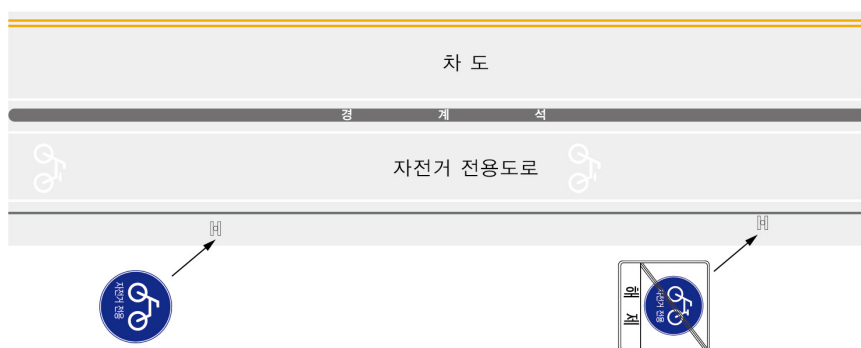 차 도
경 계 석
자전거 전용도로
자전거 전용
해 제
자전거 전용